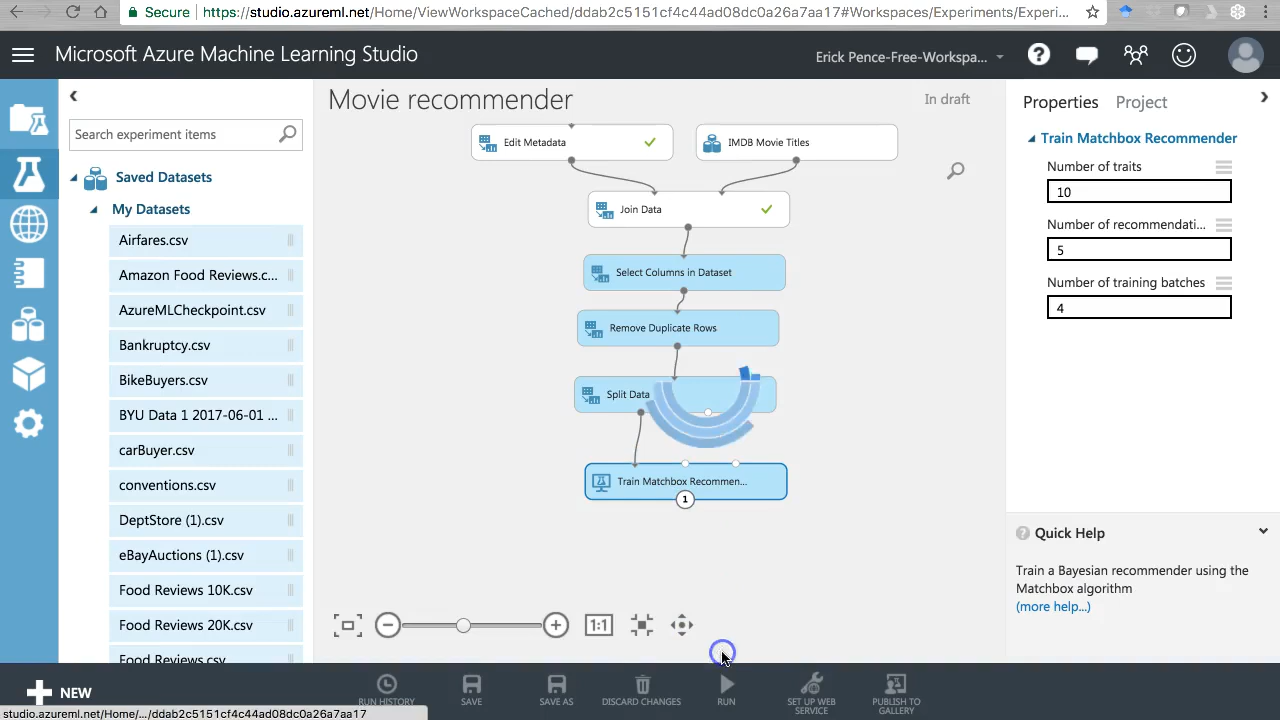 Secure
https://studio.azureml.net/Home/ViewWorkspaceCached/ddab2c5151cf4c44ad08dc0a26a7aa17#Workspaces/Experiments/Experi...
Microsoft Azure Machine Learning Studio
Erick Pence-Free-Workspa...
?
Search experiment items
Saved Datasets
My Datasets
Airfares.csv
Amazon Food Reviews.c...
AzureMLCheckpoint.csv
Bankruptcy.csv
BikeBuyers.csv
BYU Data 1 2017-06-01 ...
carBuyer.csv
conventions.csv
DeptStore (1).csv
eBayAuctions (1).csv
Food Reviews 10K.csv
Food Reviews 20K.csv
Food Reviews.csv
Movie recommender
In draft
Edit Metadata
IMDB Movie Titles
Join Data
Select Columns in Dataset
Remove Duplicate Rows
Split Data
Train Matchbox Recommen...
1
1:1
Properties
Project
Train Matchbox Recommender
Number of traits
10
Number of recommendati...
5
Number of training batches
4
Quick Help
Train a Bayesian recommender using the
Matchbox algorithm
(more help...)
NEW
RUN HISTORY
SAVE
SAVE AS
DISCARD CHANGES
RUN
SET UP WEB
SERVICE
PUBLISH TO
GALLERY
https://studio.azureml.net/Home/.../ddab2c5151cf4c44ad08dc0a26a7aa17